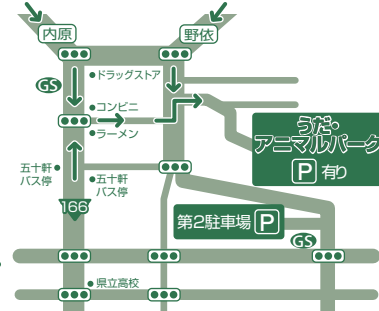 内原
野依
GS
ドラッグストア
コンビニ
ラーメン
うだ・
アニマルパーク
P 有り
五十軒
バス停
五十軒
バス停
166
第2駐車場 P
GS
県立高校